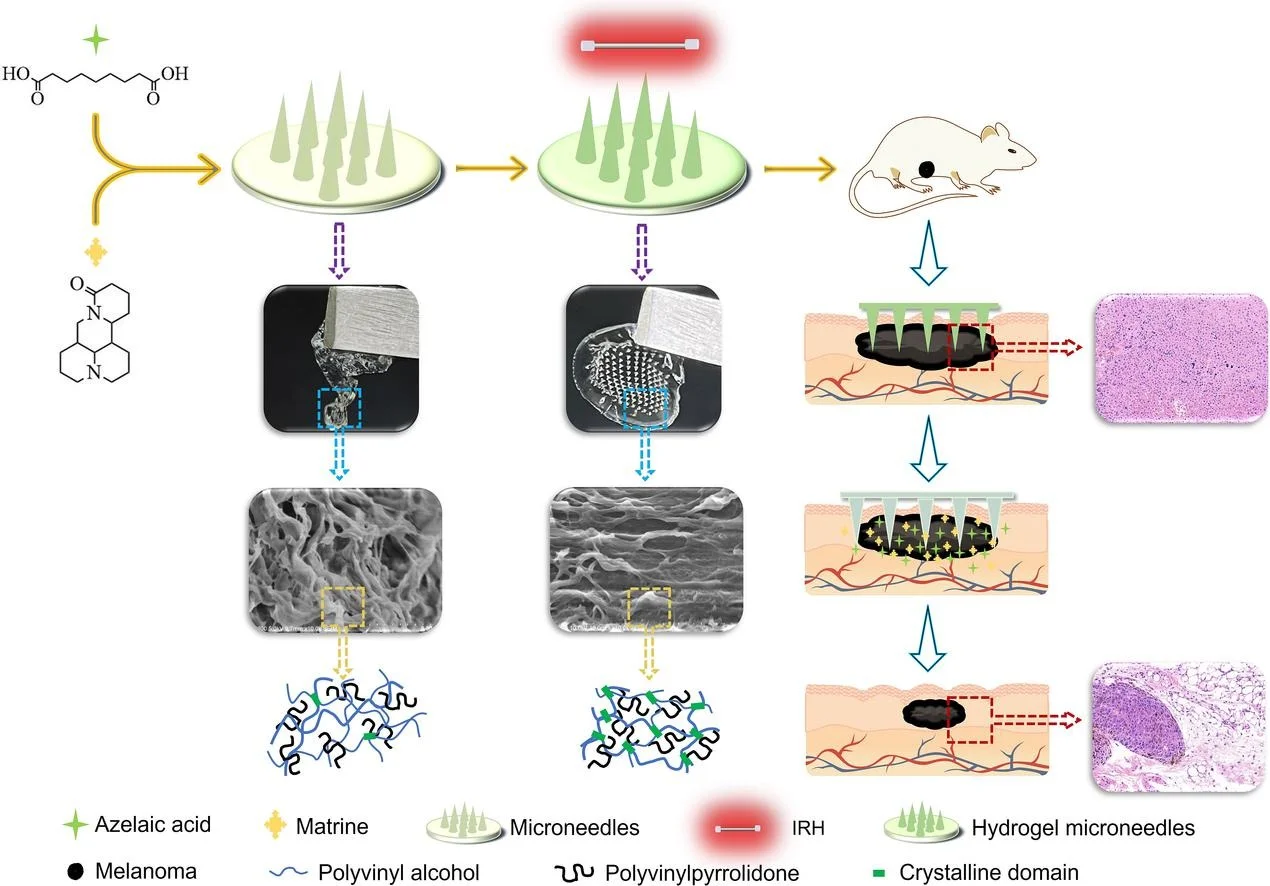 HO
OH
O
O
O
N
N
Azelaic acid
Matrine
Microneedles
IRH
Hydrogel microneedles
Melanoma
Polyvinyl alcohol
Polyvinylpyrrolidone
Crystalline domain